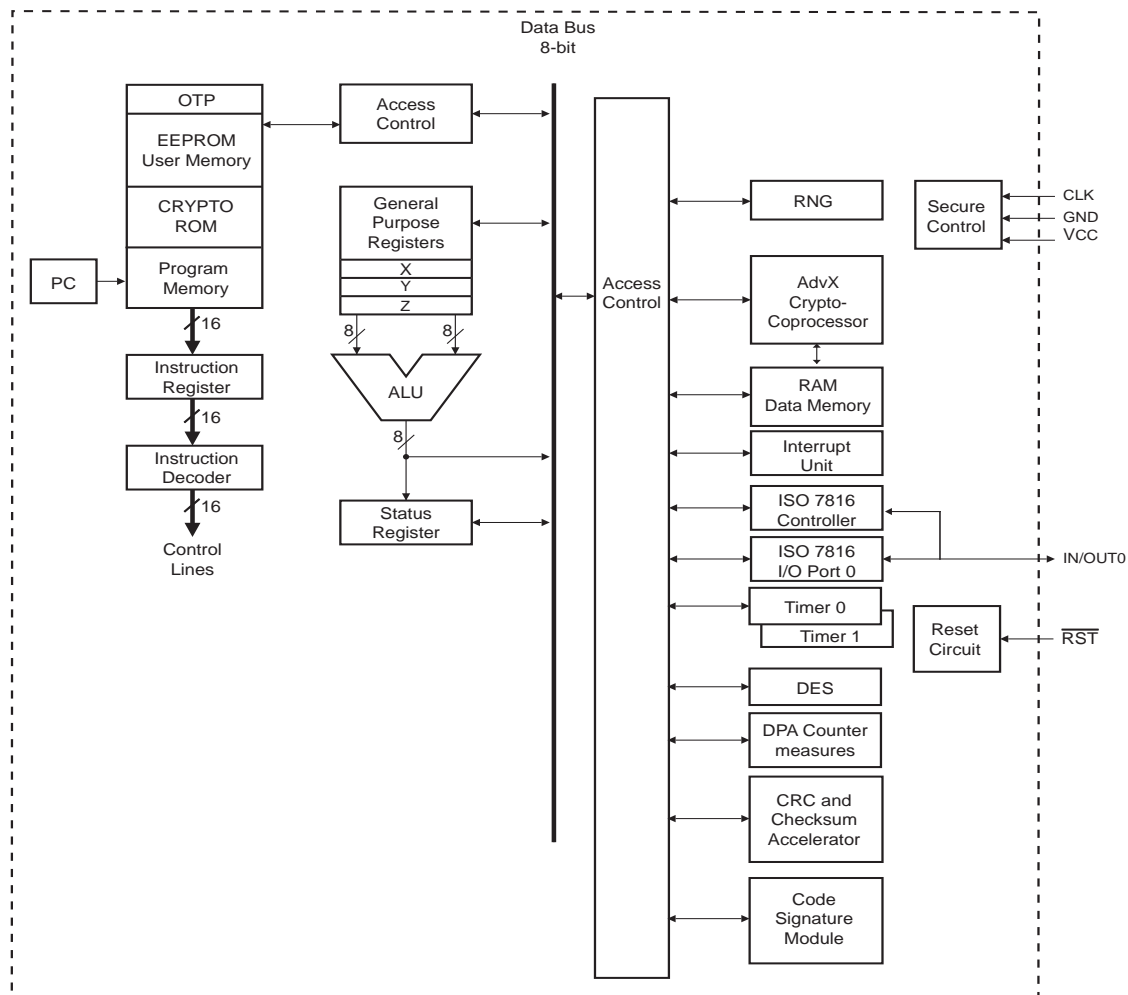 Data Bus
8-bit
OTP
EEPROM
User Memory
CRYPTO
ROM
Program
Memory
PC
16
Instruction
Register
16
Instruction
Decoder
16
Control
Lines
Access
Control
General
Purpose
Registers
X
Y
Z
8
8
ALU
8
Status
Register
Access
Control
RNG
AdvX
Crypto-
Coprocessor
RAM
Data Memory
Interrupt
Unit
ISO 7816
Controller
ISO 7816
I/O Port 0
Timer 0
Timer 1
DES
DPA Counter
measures
CRC and
Checksum
Accelerator
Code
Signature
Module
Secure
Control
CLK
GND
VCC
IN/OUT0
Reset
Circuit
RST